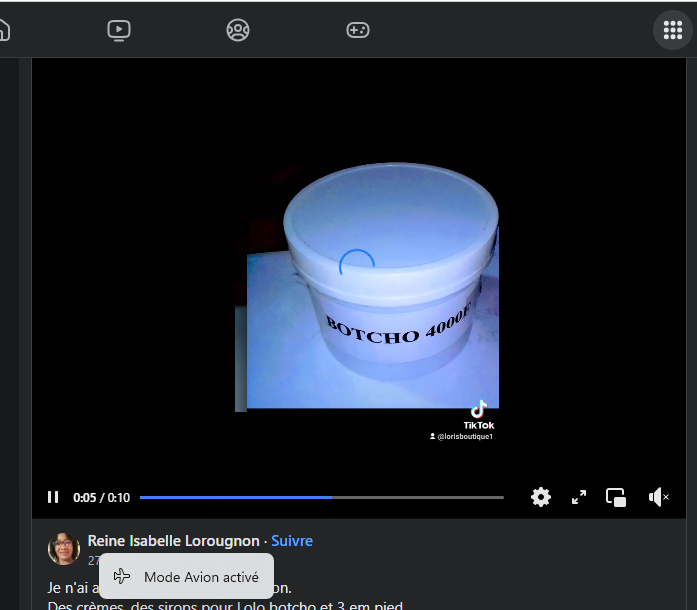 BOTCHO 4000F
TikTok
@lorisboutique1
0:05 / 0:10
Reine Isabelle Lorougnon · Suivre
27
Mode Avion activé
Je n'ai a on.
Des crèmes, des sirops pour Lolo botcho et 3 em pied